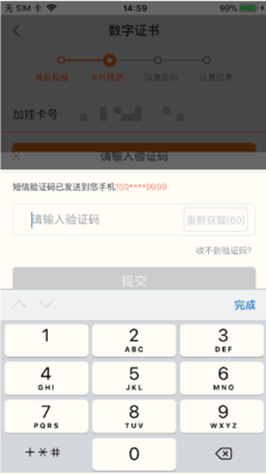 无 SIM 卡 14:59 99%
数字证书
身份校验 卡片信息 设置密码 设置结果
加挂卡号
请输入验证码
短信验证码已发送到您手机150****9999
请输入验证码 重新获取(60)
收不到验证码?
提交
完成
1 2 3
ABC DEF
4 5 6
GHI JKL MNO
7 8 9
PQRS TUV WXYZ
+*# 0